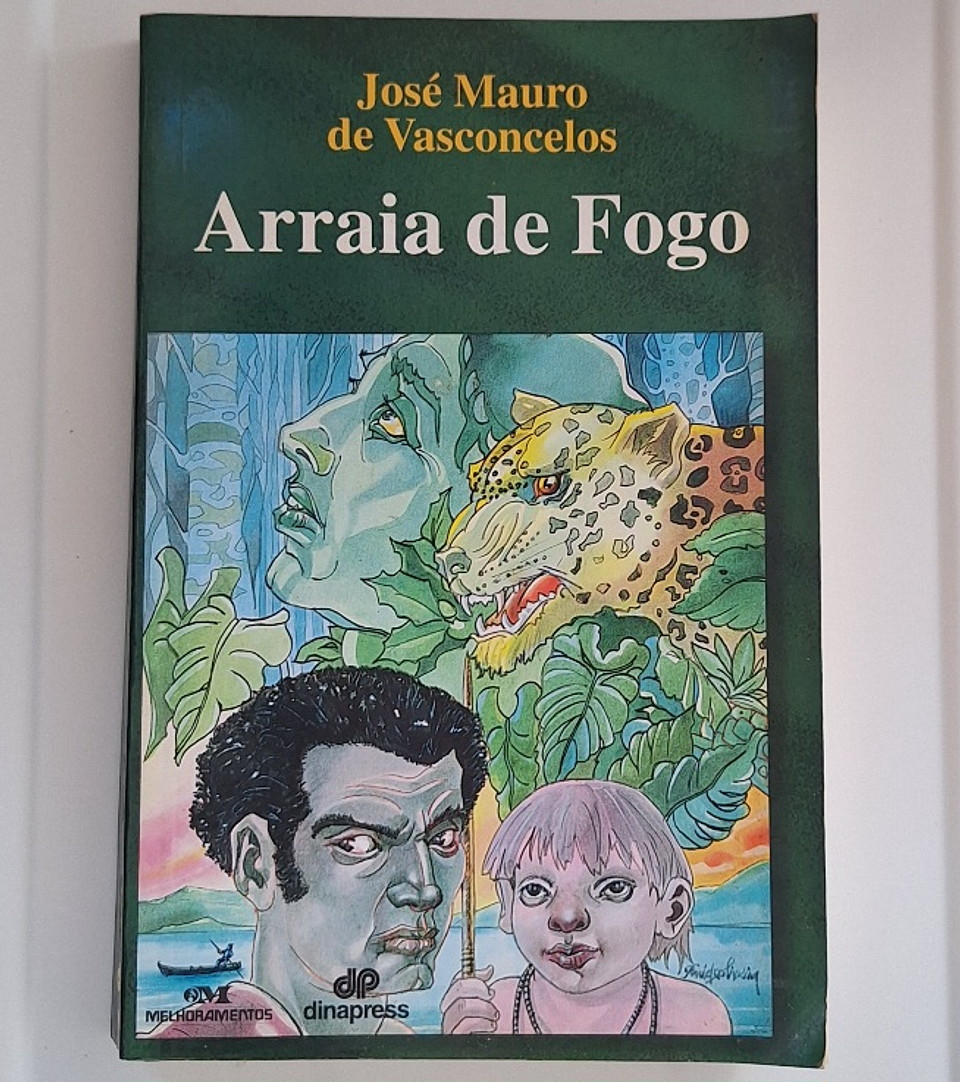 José Mauro
de Vasconcelos
Arraia de Fogo
MELHORAMENTOS
dp
dinapress